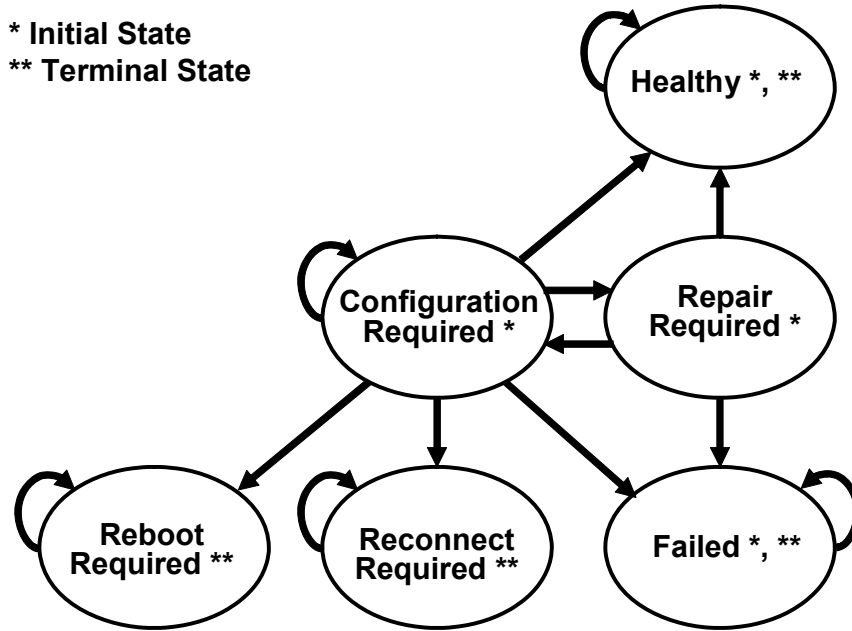 * Initial State
** Terminal State
Healthy *, **
Configuration
Required *
Repair
Required *
Reboot
Required **
Reconnect
Required **
Failed *, **